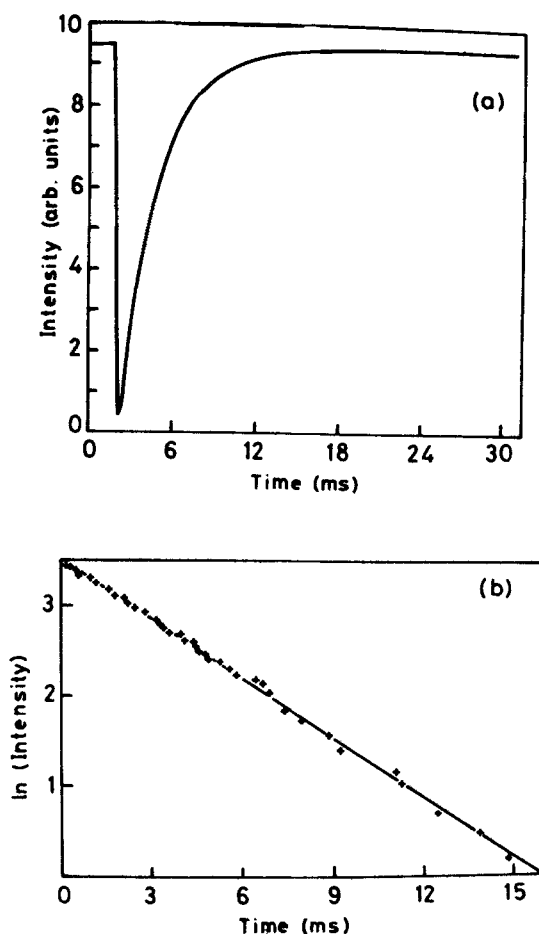 10
8
6
4
2
0
Intensity (arb. units)
(a)
0 6 12 18 24 30
Time (ms)
3
2
1
ln (Intensity)
(b)
0 3 6 9 12 15
Time (ms)